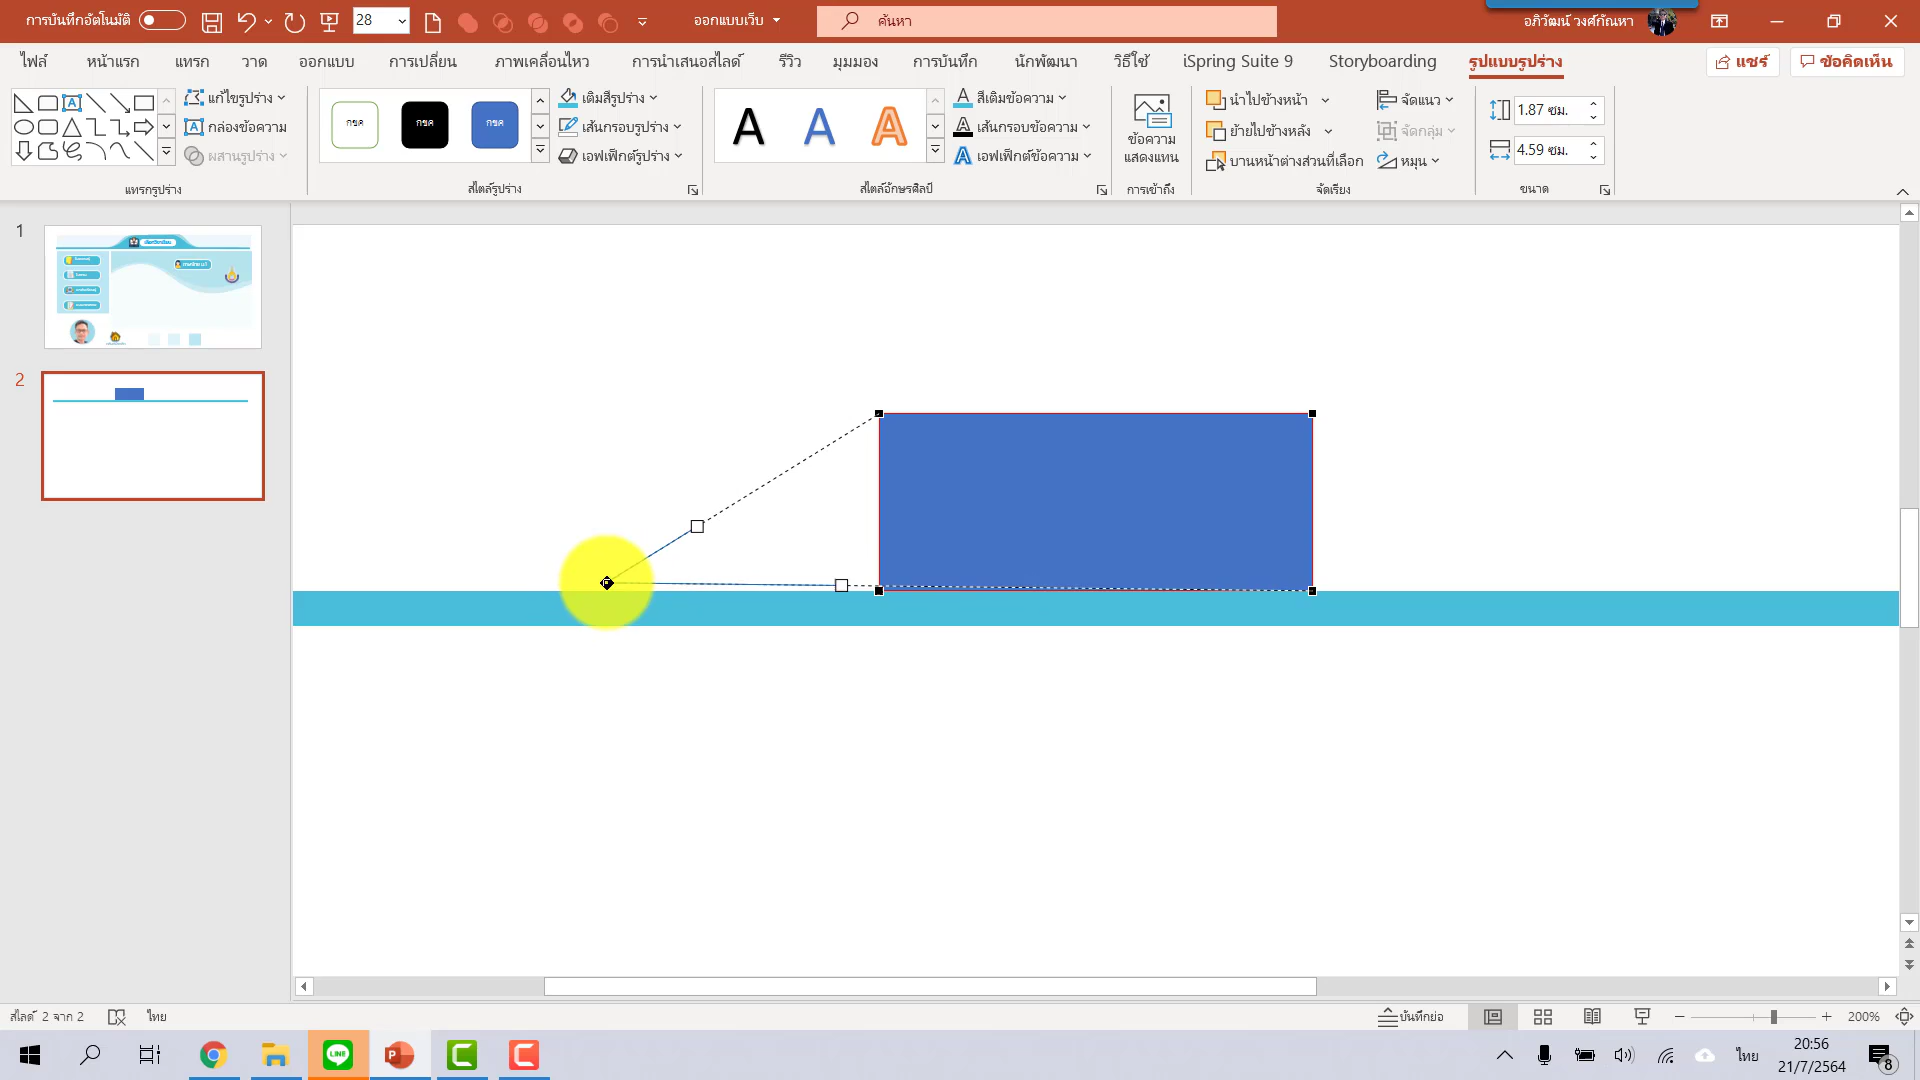 การบันทึกอัตโนมัติ 28 ออกแบบเว็บ ค้นหา อภิวัฒน์ วงศ์กัณหา
ไฟล์ หน้าแรก แทรก วาด ออกแบบ การเปลี่ยน ภาพเคลื่อนไหว การนำเสนอสไลด์ รีวิว มุมมอง การบันทึก นักพัฒนา วิธีใช้ iSpring Suite 9 Storyboarding รูปแบบรูปร่าง แชร์ ข้อคิดเห็น
แก้ไขรูปร่าง เติมสีรูปร่าง สีเติมข้อความ นำไปข้างหน้า จัดแนว 1.87 ซม.
กขค กขค กขค A A A
A กล่องข้อความ เส้นกรอบรูปร่าง เส้นกรอบข้อความ ย้ายไปข้างหลัง จัดกลุ่ม
ข้อความ
แสดงแทน
4.59 ซม.
ผสานรูปร่าง เอฟเฟ็กต์รูปร่าง เอฟเฟ็กต์ข้อความ บานหน้าต่างส่วนที่เลือก หมุน
แทรกรูปร่าง สไตล์รูปร่าง สไตล์อักษรศิลป์ การเข้าถึง จัดเรียง ขนาด
1
2
สไลด์ 2 จาก 2 ไทย บันทึกย่อ 200%
LINE ไทย 20:56
21/7/2564
8